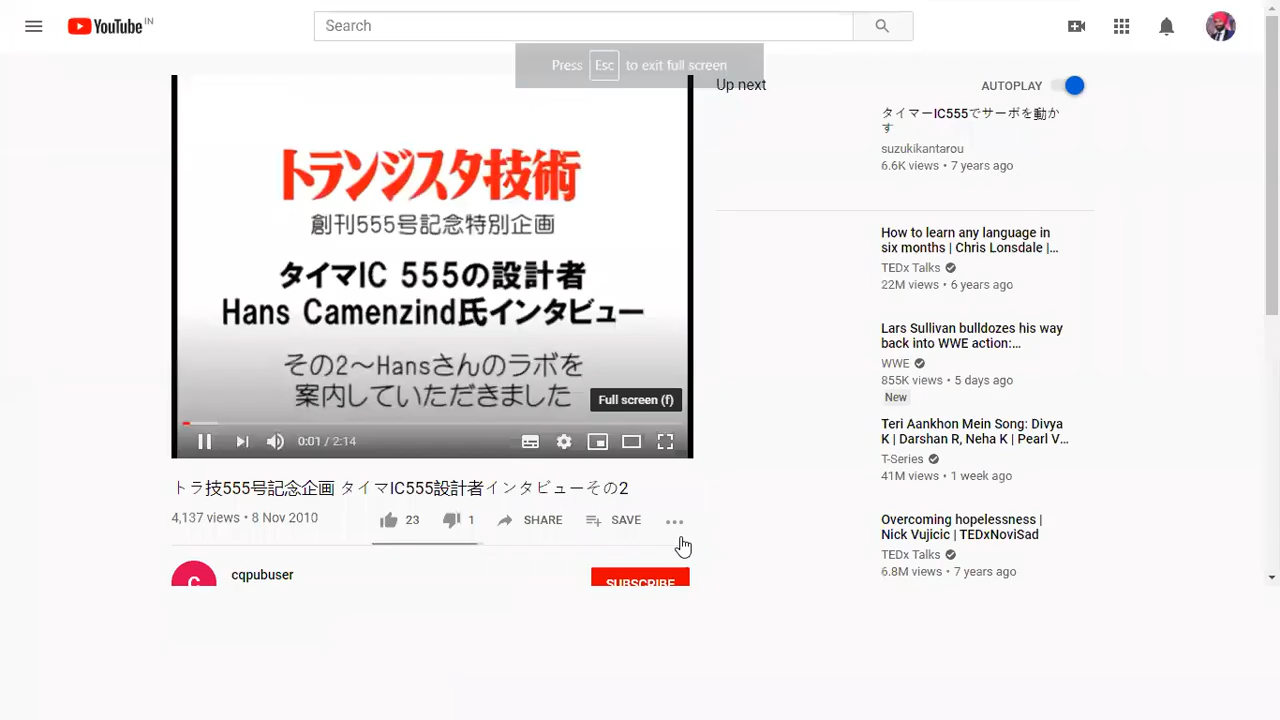 YouTube IN
Search
Press Esc to exit full screen
Up next
AUTOPLAY
トランジスタ技術
創刊555号記念特別企画
タイマIC 555の設計者
Hans Camenzind氏インタビュー
その2～Hansさんのラボを
案内していただきました
Full screen (f)
0:01 / 2:14
トラ技555号記念企画 タイマIC555設計者インタビューその2
4,137 views • 8 Nov 2010
23
1
SHARE
SAVE
C
cqpubuser
SUBSCRIBE
タイマーIC555でサーボを動か
す
suzukikantarou
6.6K views • 7 years ago
How to learn any language in
six months | Chris Lonsdale |...
TEDx Talks
22M views • 6 years ago
Lars Sullivan bulldozes his way
back into WWE action:...
WWE
855K views • 5 days ago
New
Teri Aankhon Mein Song: Divya
K | Darshan R, Neha K | Pearl V...
T-Series
41M views • 1 week ago
Overcoming hopelessness |
Nick Vujicic | TEDxNoviSad
TEDx Talks
6.8M views • 7 years ago